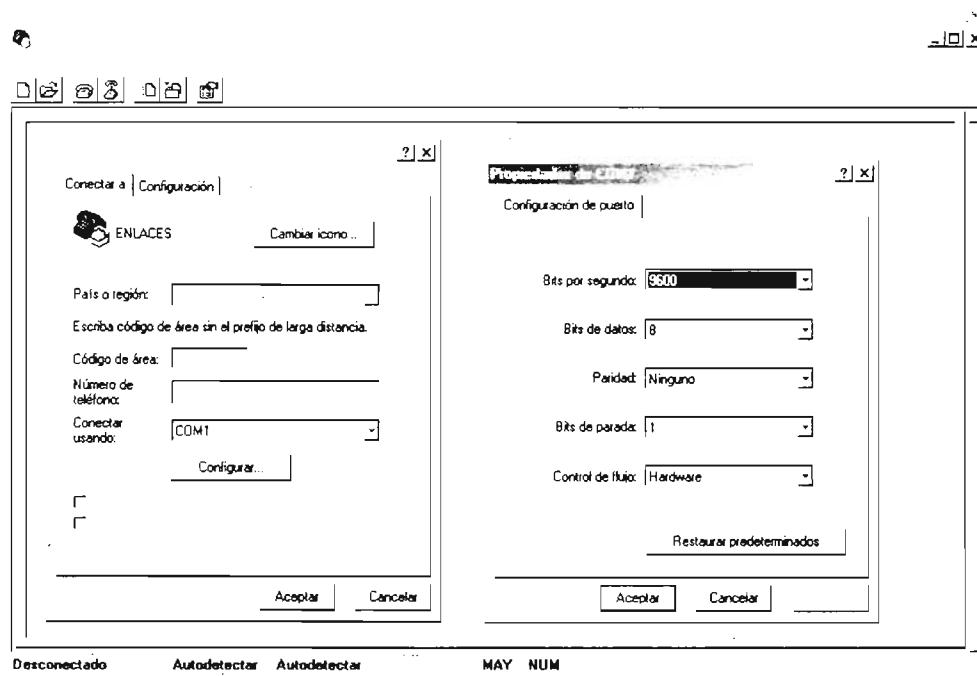 ? ×
Conectar a Configuración
ENLACES
Cambiar icono...
País o región:
Escriba código de área sin el prefijo de larga distancia.
Código de área:
Número de
teléfono:
Conectar
usando:
COM1
Configurar...
Aceptar Cancelar
Propiedades de
? ×
Configuración de puerto
Bits por segundo: 9600
Bits de datos: 8
Paridad: Ninguno
Bits de parada: 1
Control de flujo: Hardware
Restaurar predeterminados
Aceptar Cancelar
Desconectado Autodetectar Autodetectar MAY NUM